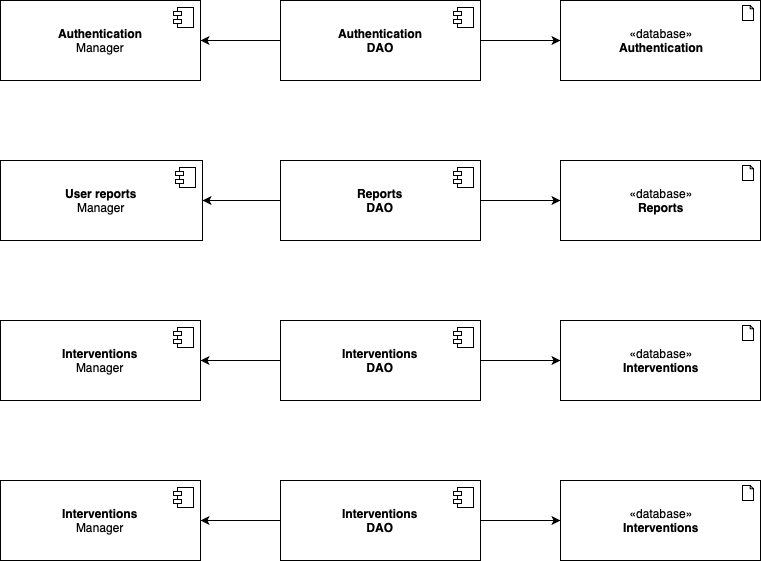 Authentication
Manager
Authentication
DAO
«database»
Authentication
User reports
Manager
Reports
DAO
«database»
Reports
Interventions
Manager
Interventions
DAO
«database»
Interventions
Interventions
Manager
Interventions
DAO
«database»
Interventions